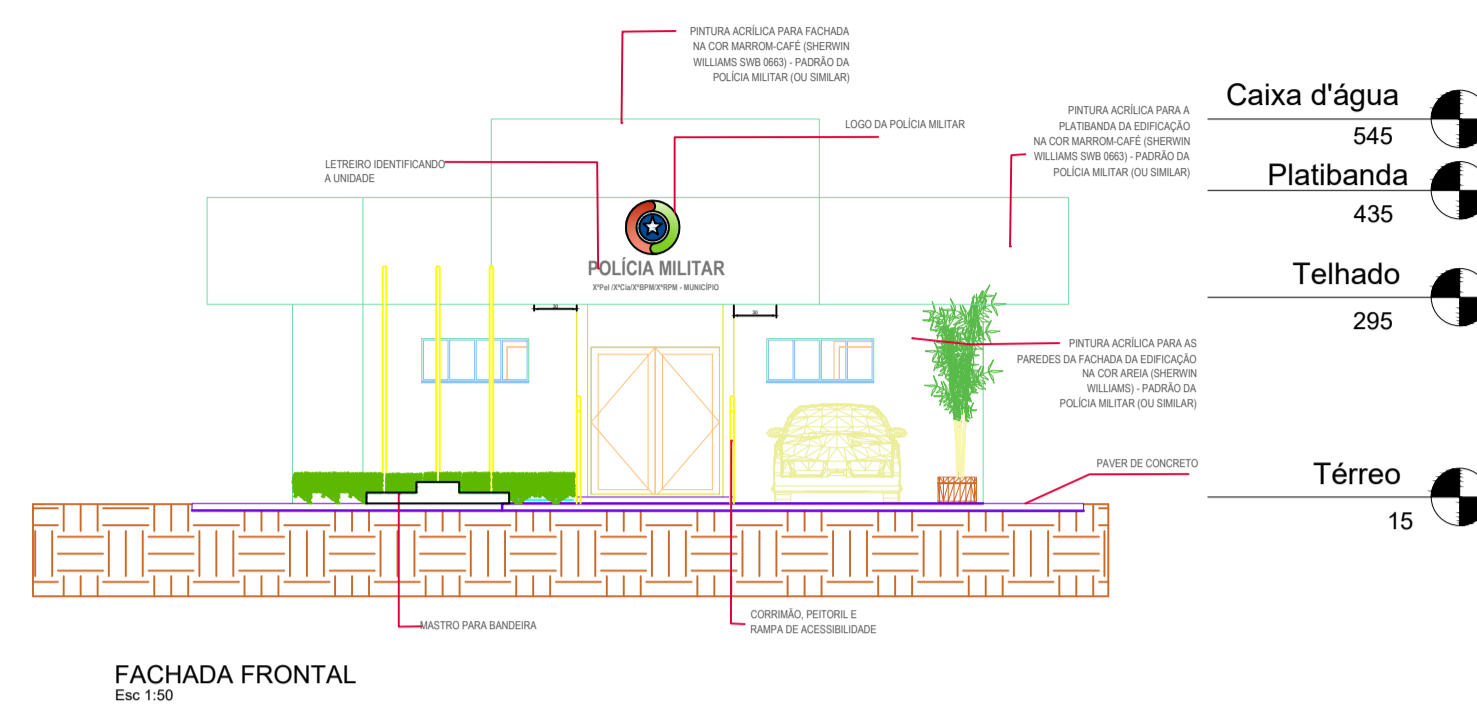 PINTURA ACRÍLICA PARA FACHADA
NA COR MARROM-CAFÉ (SHERWIN
WILLIAMS SWB 0663) - PADRÃO DA
POLÍCIA MILITAR (OU SIMILAR)
LOGO DA POLÍCIA MILITAR
PINTURA ACRÍLICA PARA A
PLATIBANDA DA EDIFICAÇÃO
NA COR MARROM-CAFÉ (SHERWIN
WILLIAMS SWB 0663) - PADRÃO DA
POLÍCIA MILITAR (OU SIMILAR)
Caixa d'água
545
Platibanda
435
LETREIRO IDENTIFICANDO
A UNIDADE
POLÍCIA MILITAR
XºPel /XºCia/XºBPM/XºRPM - MUNICÍPIO
Telhado
295
30
30
PINTURA ACRÍLICA PARA AS
PAREDES DA FACHADA DA EDIFICAÇÃO
NA COR AREIA (SHERWIN
WILLIAMS) - PADRÃO DA
POLÍCIA MILITAR (OU SIMILAR)
PAVER DE CONCRETO
Térreo
15
MASTRO PARA BANDEIRA
CORRIMÃO, PEITORIL E
RAMPA DE ACESSIBILIDADE
FACHADA FRONTAL
Esc 1:50